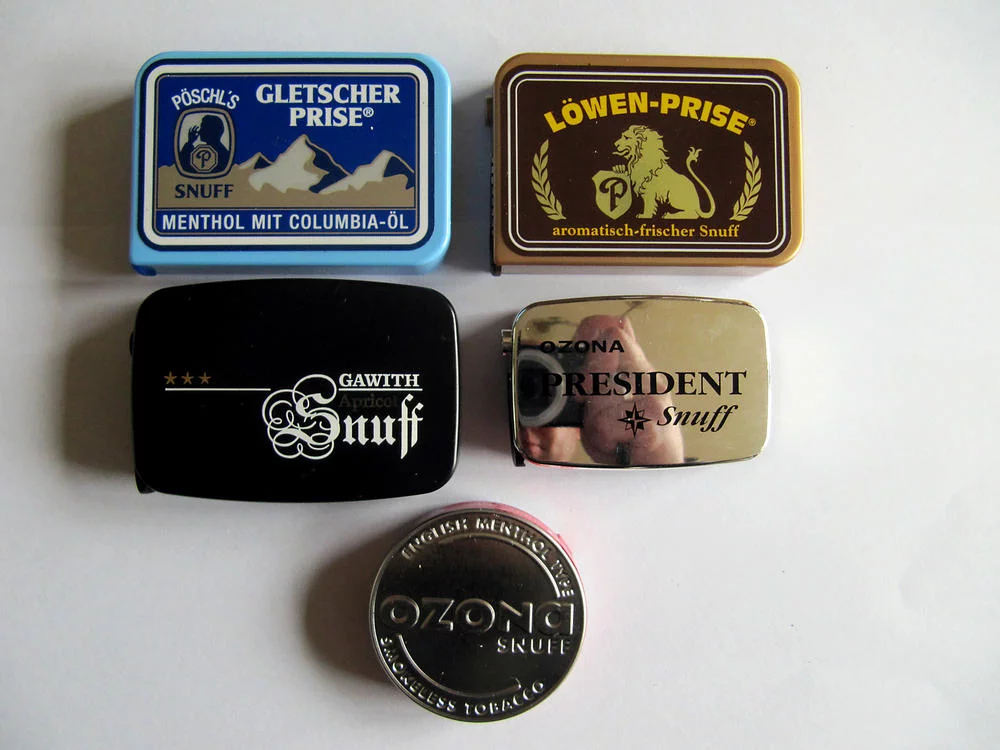 PÖSCHL'S
GLETSCHER
PRISE®
P
SNUFF
MENTHOL MIT COLUMBIA-ÖL
LÖWEN-PRISE®
P
aromatisch-frischer Snuff
GAWITH
Apricot
Snuff
OZONA
PRESIDENT
Snuff
ENGLISH MENTHOL TYPE
OZONA
SNUFF
SMOKELESS TOBACCO